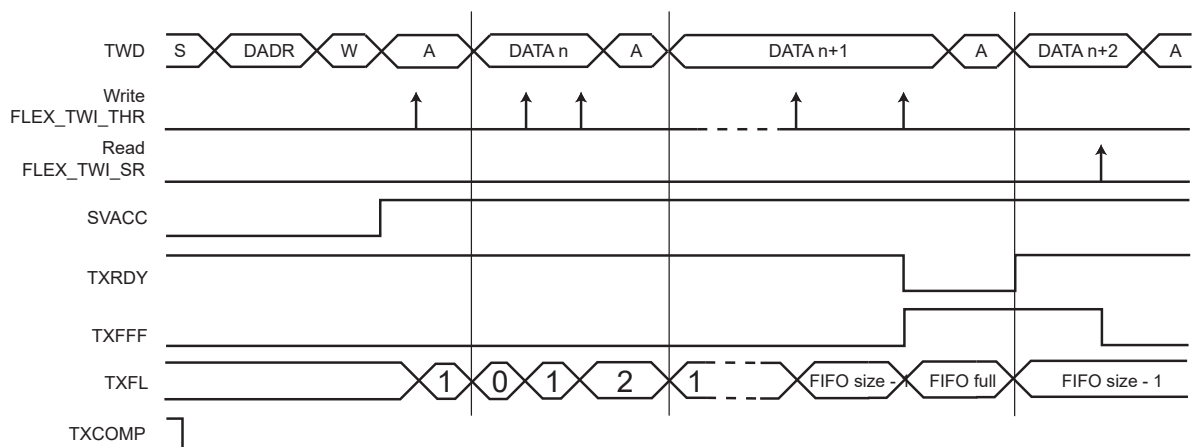 TWD S DADR W A DATA n A DATA n+1 A DATA n+2 A
Write
FLEX_TWI_THR
Read
FLEX_TWI_SR
SVACC
TXRDY
TXFFF
TXFL 1 0 1 2 1 FIFO size - 1 FIFO full FIFO size - 1
TXCOMP